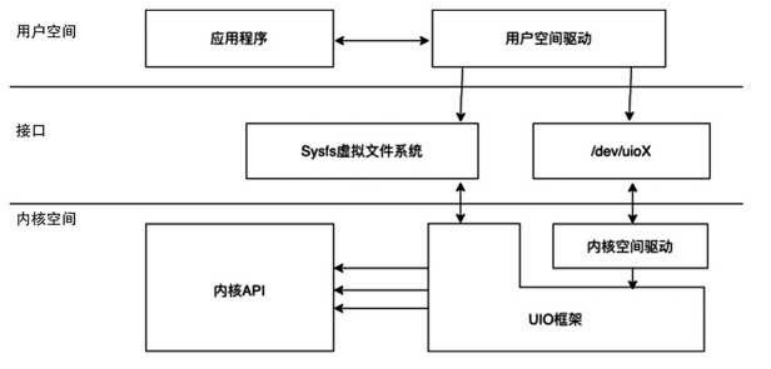 用户空间
应用程序
用户空间驱动
接口
Sysfs虚拟文件系统
/dev/uioX
内核空间
内核空间驱动
内核API
UIO框架